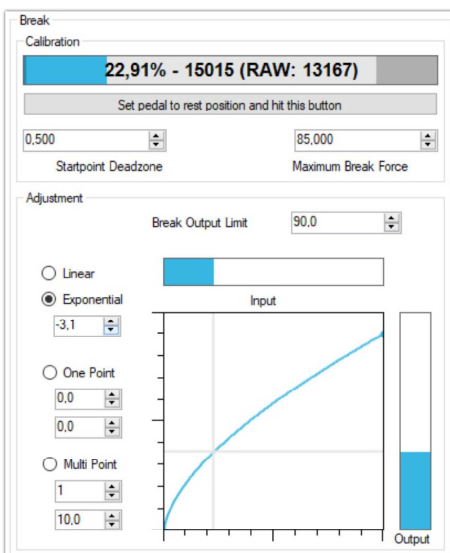 Break
Calibration
22,91% - 15015 (RAW: 13167)
Set pedal to rest position and hit this button
0,500 85,000
Startpoint Deadzone Maximum Break Force
Adjustment
Break Output Limit 90,0
Linear
Exponential Input
-3,1
One Point
0,0
0,0
Multi Point
1
10,0
Output